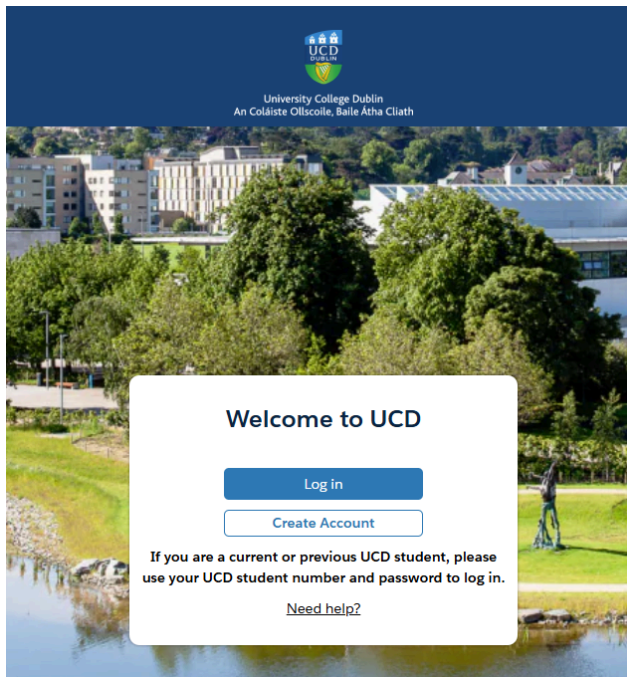 UCD
DUBLIN
University College Dublin
An Coláiste Ollscoile, Baile Átha Cliath
Welcome to UCD
Log in
Create Account
If you are a current or previous UCD student, please
use your UCD student number and password to log in.
Need help?